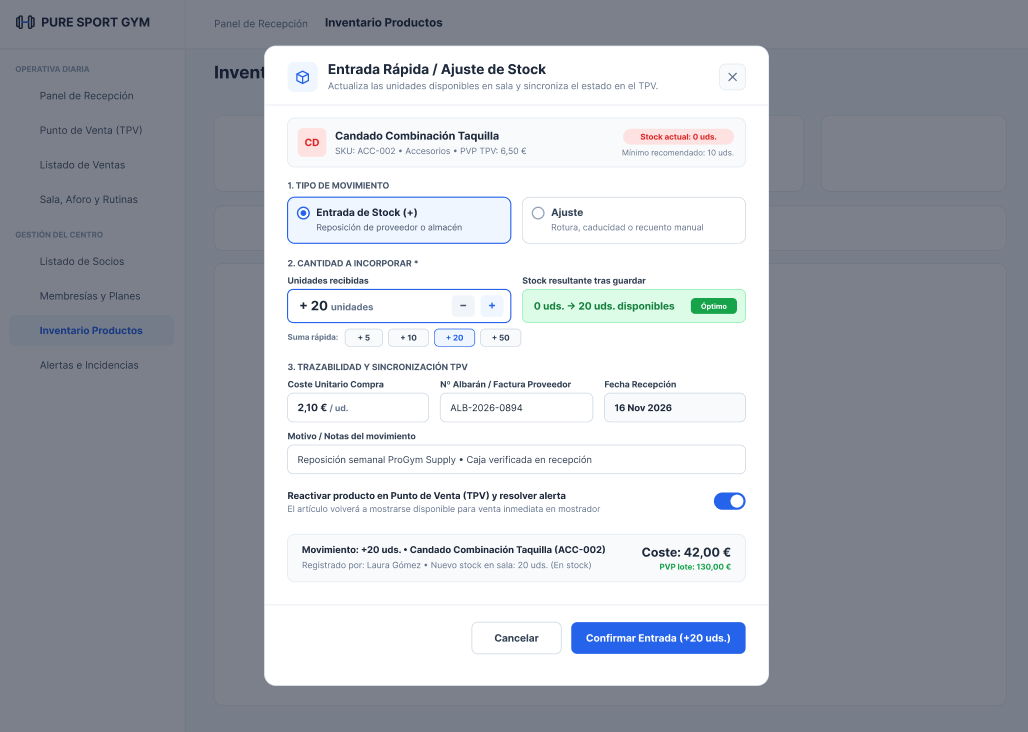 PURE SPORT GYM
Panel de Recepción
Inventario Productos
OPERATIVA DIARIA
Panel de Recepción
Punto de Venta (TPV)
Listado de Ventas
Sala, Aforo y Rutinas
GESTIÓN DEL CENTRO
Listado de Socios
Membresías y Planes
Inventario Productos
Alertas e Incidencias
Inven
Entrada Rápida / Ajuste de Stock
Actualiza las unidades disponibles en sala y sincroniza el estado en el TPV.
CD
Candado Combinación Taquilla
SKU: ACC-002 • Accesorios • PVP TPV: 6,50 €
Stock actual: 0 uds.
Mínimo recomendado: 10 uds.
1. TIPO DE MOVIMIENTO
Entrada de Stock (+)
Reposición de proveedor o almacén
Ajuste
Rotura, caducidad o recuento manual
2. CANTIDAD A INCORPORAR *
Unidades recibidas
+ 20 unidades
− +
Stock resultante tras guardar
0 uds. → 20 uds. disponibles
Óptimo
Suma rápida: + 5 + 10 + 20 + 50
3. TRAZABILIDAD Y SINCRONIZACIÓN TPV
Coste Unitario Compra
2,10 € / ud.
Nº Albarán / Factura Proveedor
ALB-2026-0894
Fecha Recepción
16 Nov 2026
Motivo / Notas del movimiento
Reposición semanal ProGym Supply • Caja verificada en recepción
Reactivar producto en Punto de Venta (TPV) y resolver alerta
El artículo volverá a mostrarse disponible para venta inmediata en mostrador
Movimiento: +20 uds. • Candado Combinación Taquilla (ACC-002)
Registrado por: Laura Gómez • Nuevo stock en sala: 20 uds. (En stock)
Coste: 42,00 €
PVP lote: 130,00 €
Cancelar
Confirmar Entrada (+20 uds.)